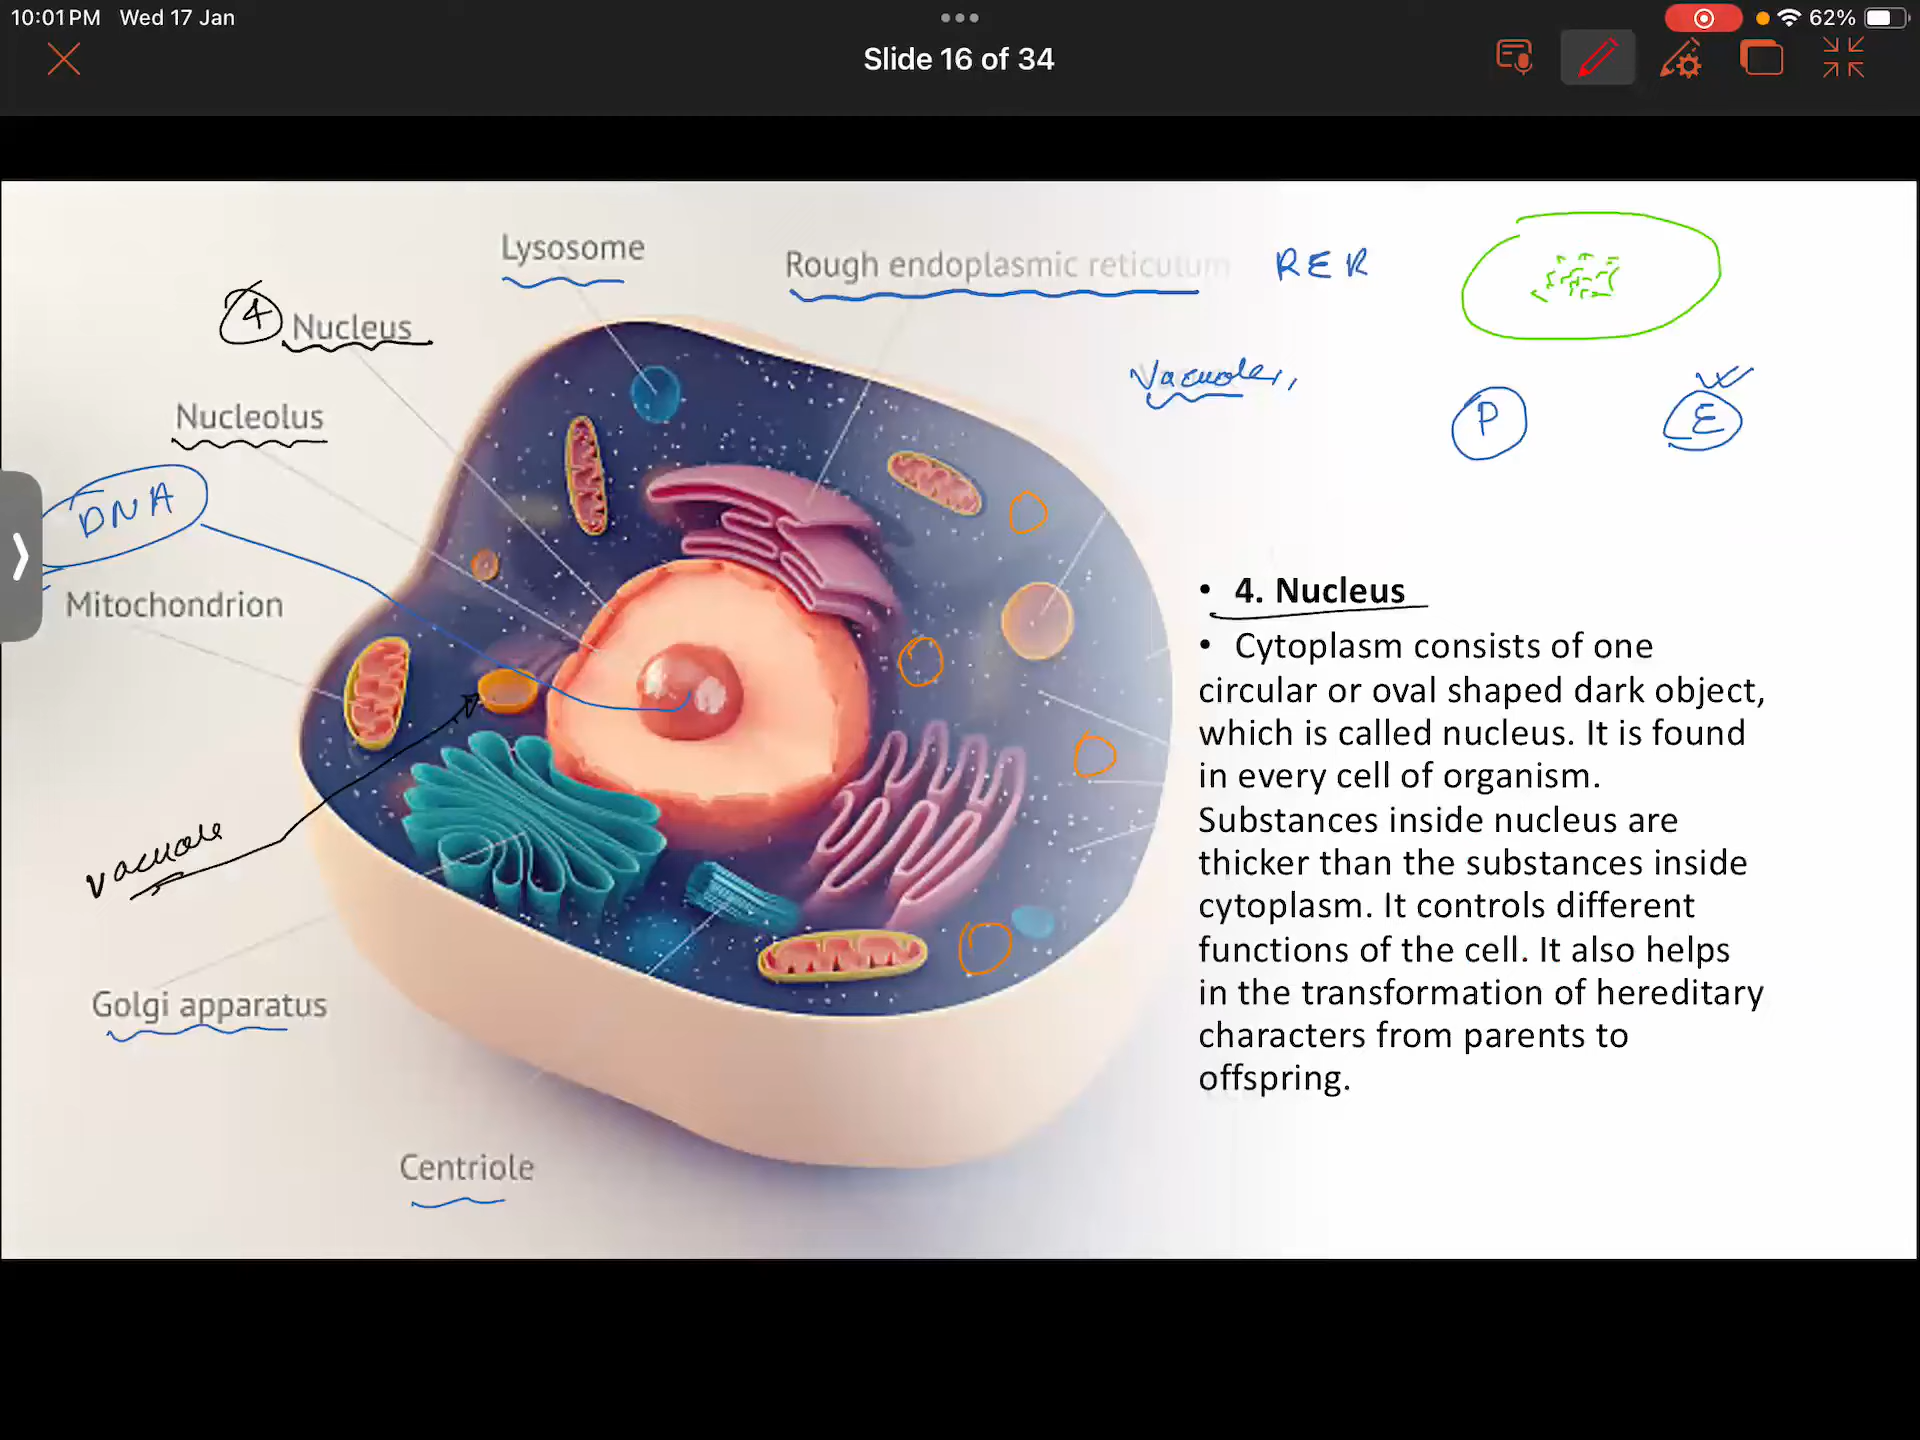 10:01 PM Wed 17 Jan
62%
Slide 16 of 34
Lysosome
Rough endoplasmic reticulum
RER
4
Nucleus
Vacuoles,
P
E
Nucleolus
DNA
Mitochondrion
Vacuole
Golgi apparatus
Centriole
• 4. Nucleus
• Cytoplasm consists of one
circular or oval shaped dark object,
which is called nucleus. It is found
in every cell of organism.
Substances inside nucleus are
thicker than the substances inside
cytoplasm. It controls different
functions of the cell. It also helps
in the transformation of hereditary
characters from parents to
offspring.